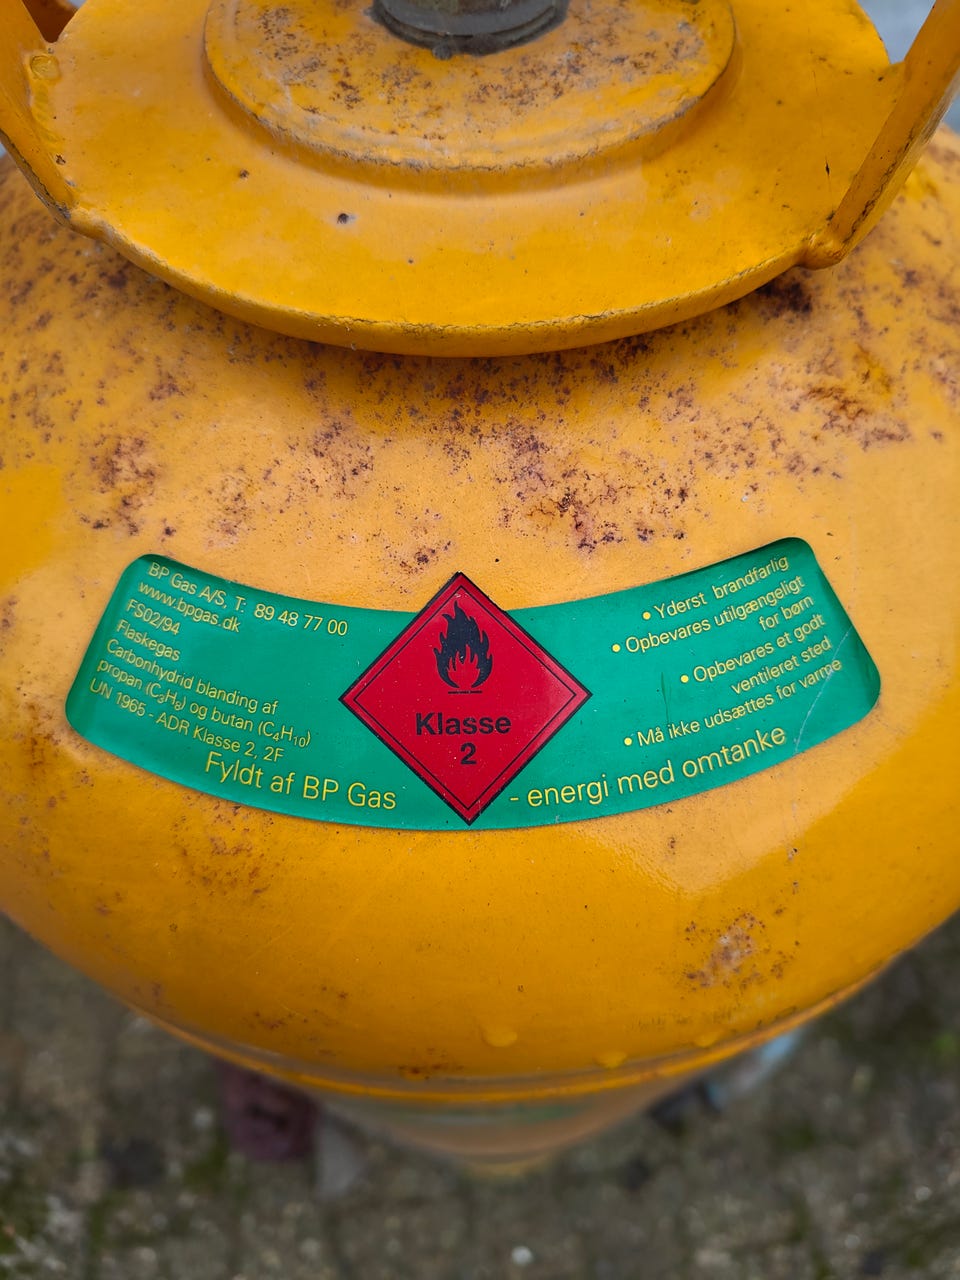 BP Gas A/S, T: 89 48 77 00
www.bpgas.dk
FS02/94
Flaskegas
Carbonhydrid blanding af
propan (C₃H₈) og butan (C₄H₁₀)
UN 1965 - ADR Klasse 2, 2F
Fyldt af BP Gas
Klasse
2
• Yderst brandfarlig
• Opbevares utilgængeligt
for børn
• Opbevares et godt
ventileret sted
• Må ikke udsættes for varme
- energi med omtanke